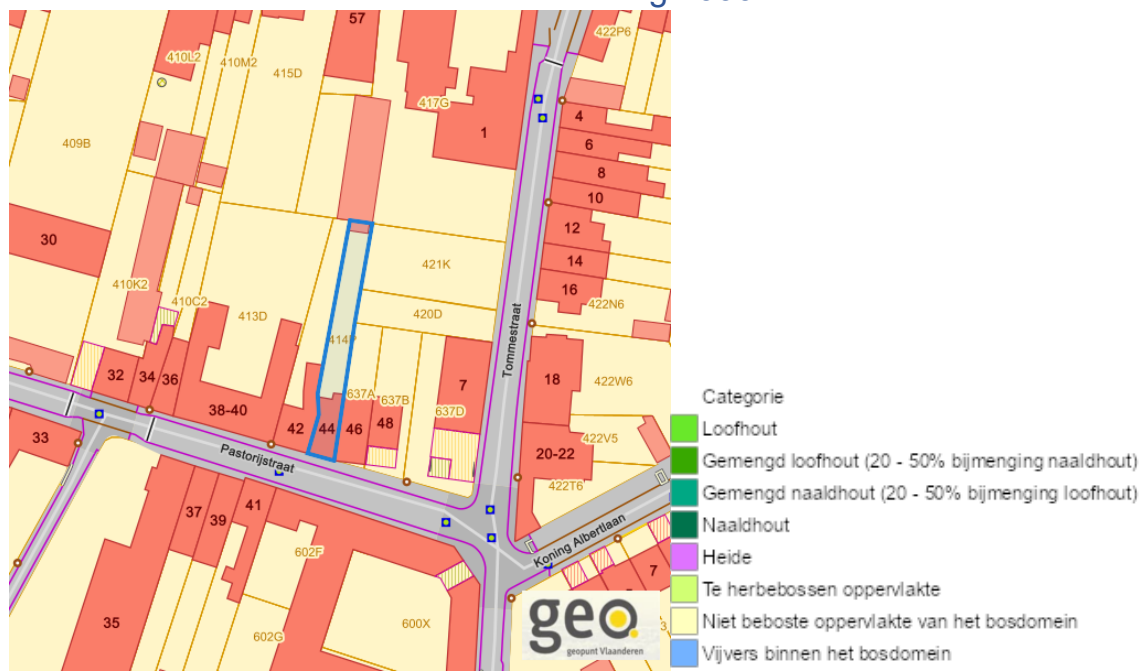 57
422P6
410L2
410M2
415D
417G
4
1
6
409B
8
10
12
30
421K
14
16
410K2
422N6
410C2
413D
420D
Tommestraat
32
34
36
7
18
422W6
637A
637B
38-40
637D
42
44
46
48
33
422V5
Pastorijstraat
20-22
422T6
41
37
39
Koning Albertlaan
602F
7
35
600X
602G
geo
geopunt Vlaanderen
Categorie
Loofhout
Gemengd loofhout (20 - 50% bijmenging naaldhout)
Gemengd naaldhout (20 - 50% bijmenging loofhout)
Naaldhout
Heide
Te herbebossen oppervlakte
Niet beboste oppervlakte van het bosdomein
Vijvers binnen het bosdomein